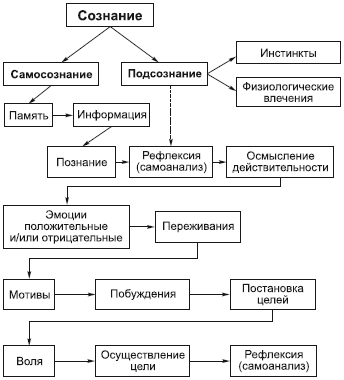 Сознание
Самосознание
Подсознание
Инстинкты
Физиологические
влечения
Память
Информация
Познание
Рефлексия
(самоанализ)
Осмысление
действительности
Эмоции
положительные
и/или отрицательные
Переживания
Мотивы
Побуждения
Постановка
целей
Воля
Осуществление
цели
Рефлексия
(самоанализ)